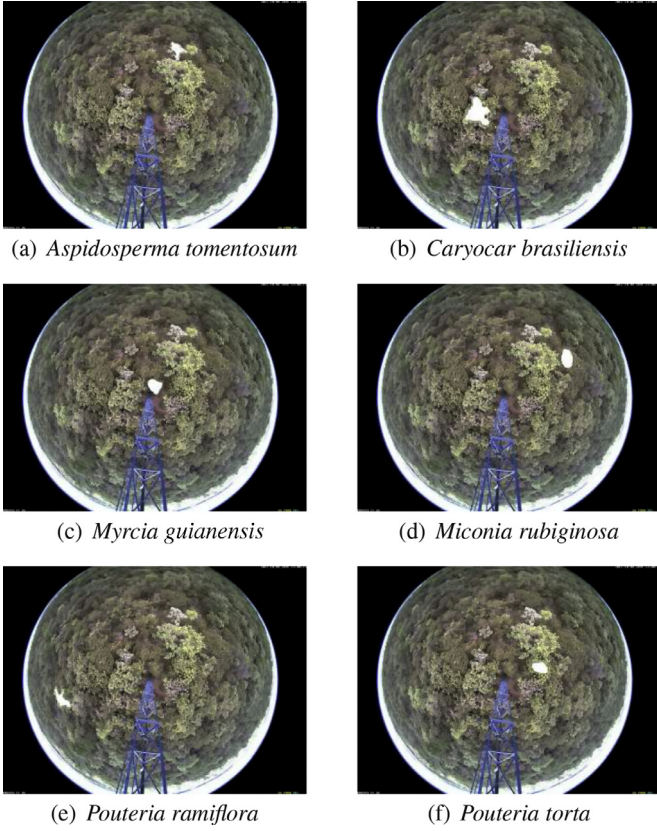 (a) Aspidosperma tomentosum
(b) Caryocar brasiliensis
(c) Myrcia guianensis
(d) Miconia rubiginosa
(e) Pouteria ramiflora
(f) Pouteria torta